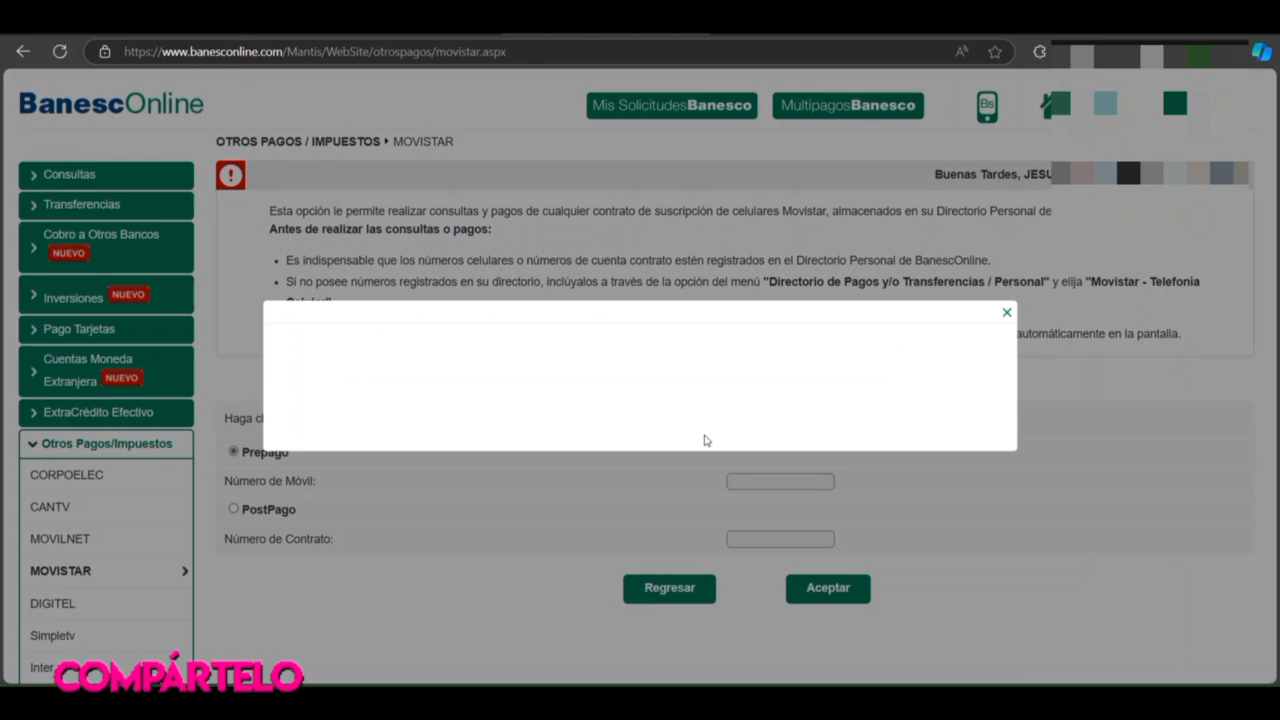 https://www.banesconline.com/Mantis/WebSite/otrospagos/movistar.aspx
BanescOnline
Mis SolicitudesBanesco
MultipagosBanesco
Bs
OTROS PAGOS / IMPUESTOS MOVISTAR
Buenas Tardes, JESU
Consultas
Transferencias
Cobro a Otros Bancos
NUEVO
Inversiones NUEVO
Pago Tarjetas
Cuentas Moneda
Extranjera NUEVO
ExtraCrédito Efectivo
Otros Pagos/Impuestos
CORPOELEC
CANTV
MOVILNET
MOVISTAR
DIGITEL
Simpletv
Inter
Esta opción le permite realizar consultas y pagos de cualquier contrato de suscripción de celulares Movistar, almacenados en su Directorio Personal de
Antes de realizar las consultas o pagos:
• Es indispensable que los números celulares o números de cuenta contrato estén registrados en el Directorio Personal de BanescOnline.
• Si no posee números registrados en su directorio, inclúyalos a través de la opción del menú "Directorio de Pagos y/o Transferencias / Personal" y elija "Movistar - Telefonia
Celular"
automáticamente en la pantalla.
Haga cl
Prepago
Número de Móvil:
PostPago
Número de Contrato:
Regresar
Aceptar
COMPÁRTELO